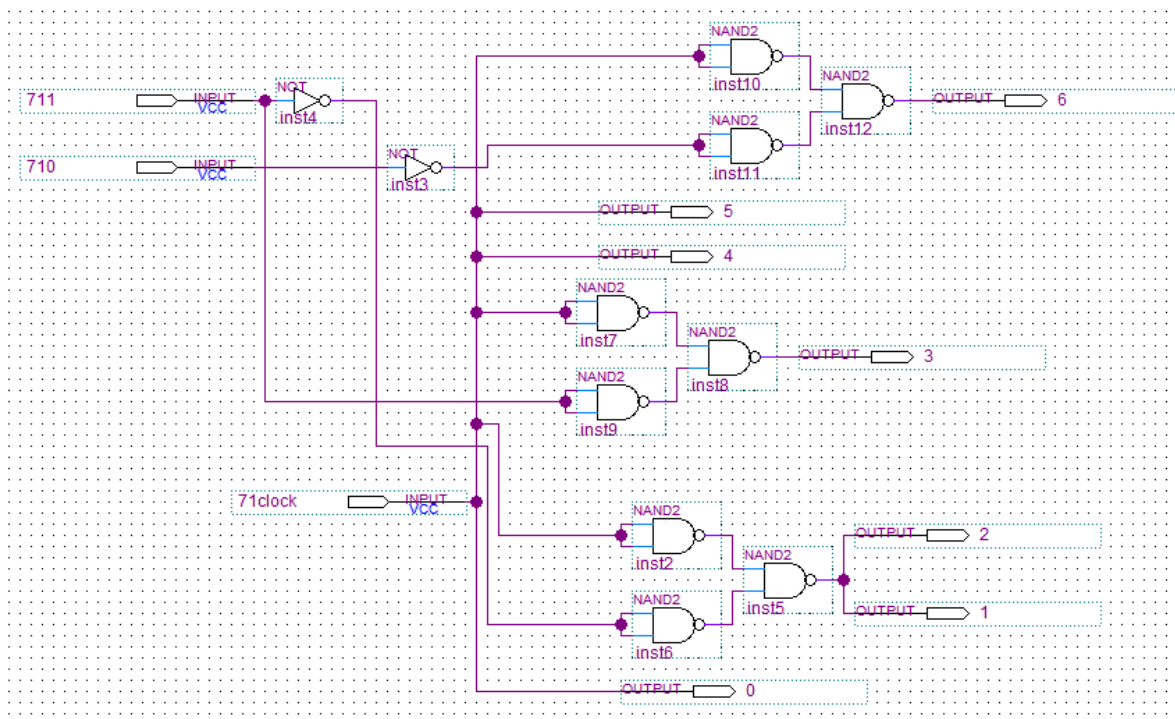 NAND2
inst10
NAND2
inst12
OUTPUT
6
711
INPUT
VCC
NOT
inst4
NAND2
inst11
710
INPUT
VCC
NOT
inst3
OUTPUT
5
OUTPUT
4
NAND2
inst7
NAND2
inst8
OUTPUT
3
NAND2
inst9
71clock
INPUT
VCC
NAND2
inst2
NAND2
inst5
OUTPUT
2
NAND2
inst6
OUTPUT
1
OUTPUT
0